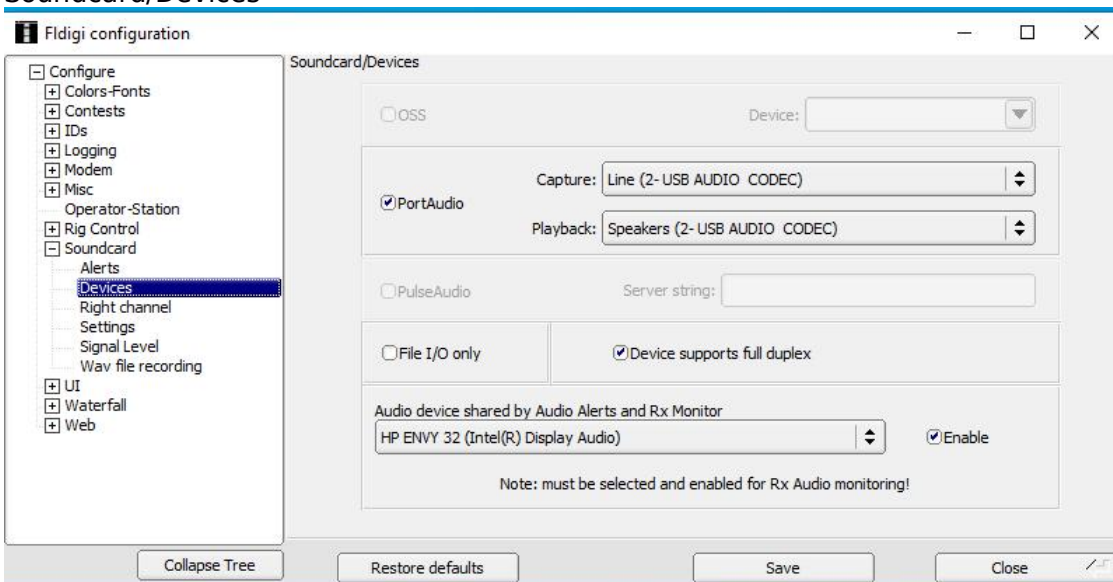 Soundcard/Devices
Fldigi configuration
Configure
Colors-Fonts
Contests
IDs
Logging
Modem
Misc
Operator-Station
Rig Control
Soundcard
Alerts
Devices
Right channel
Settings
Signal Level
Wav file recording
UI
Waterfall
Web
Collapse Tree
Soundcard/Devices
OSS Device:
PortAudio
Capture: Line (2- USB AUDIO CODEC)
Playback: Speakers (2- USB AUDIO CODEC)
PulseAudio Server string:
File I/O only Device supports full duplex
Audio device shared by Audio Alerts and Rx Monitor
HP ENVY 32 (Intel(R) Display Audio) Enable
Note: must be selected and enabled for Rx Audio monitoring!
Restore defaults Save Close